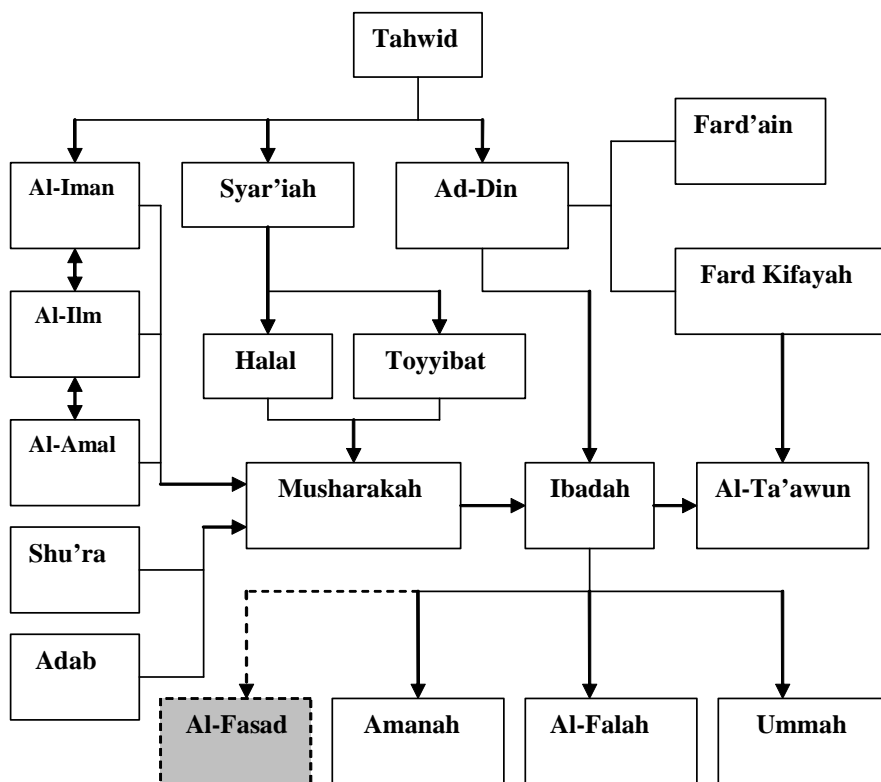 Tahwid
Fard'ain
Al-Iman
Syar'iah
Ad-Din
Fard Kifayah
Al-Ilm
Halal
Toyyibat
Al-Amal
Musharakah
Ibadah
Al-Ta'awun
Shu'ra
Adab
Al-Fasad
Amanah
Al-Falah
Ummah